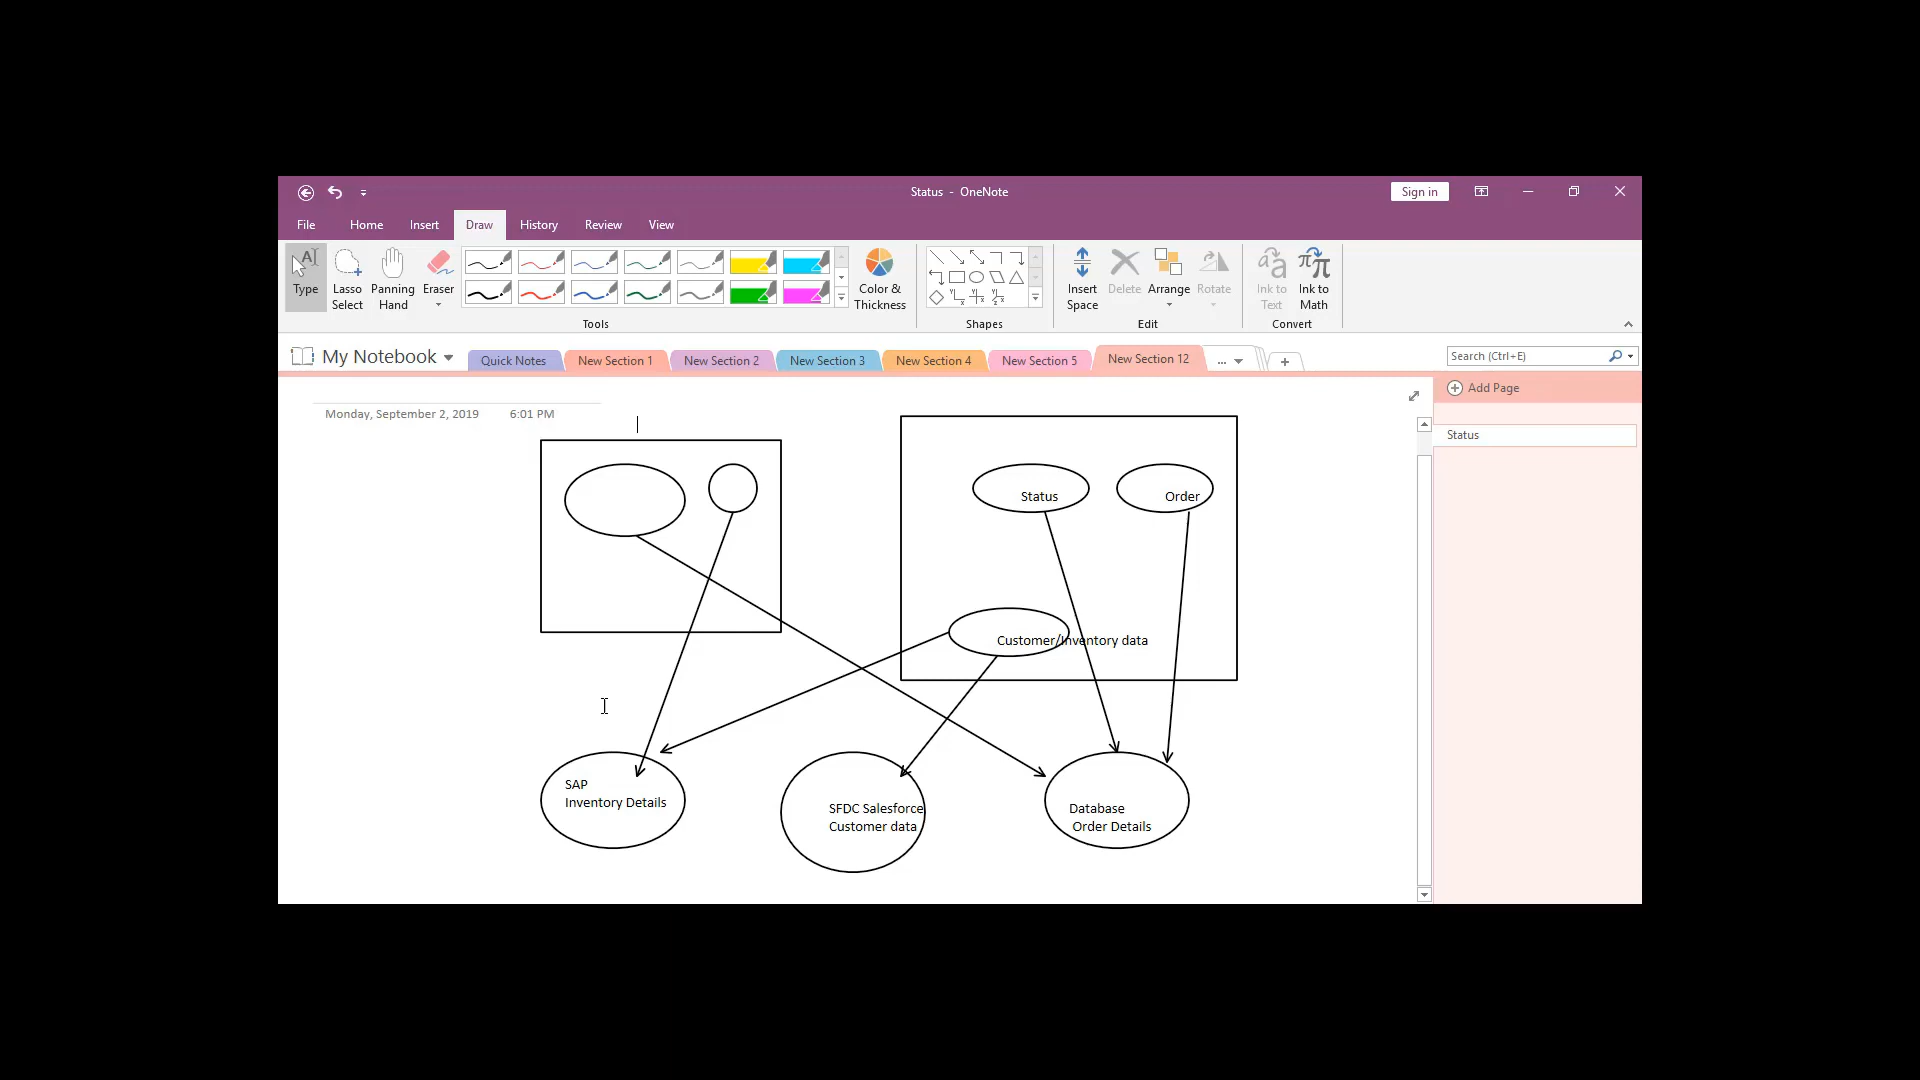 Status - OneNote
Sign in
File
Home
Insert
Draw
History
Review
View
Type
Lasso
Select
Panning
Hand
Eraser
Color &
Thickness
Insert
Space
Delete
Arrange
Rotate
Ink to
Text
Ink to
Math
Tools
Shapes
Edit
Convert
My Notebook
Quick Notes
New Section 1
New Section 2
New Section 3
New Section 4
New Section 5
New Section 12
...
Search (Ctrl+E)
Add Page
Status
Monday, September 2, 2019
6:01 PM
Status
Order
Customer/Inventory data
SAP
Inventory Details
SFDC Salesforce
Customer data
Database
Order Details